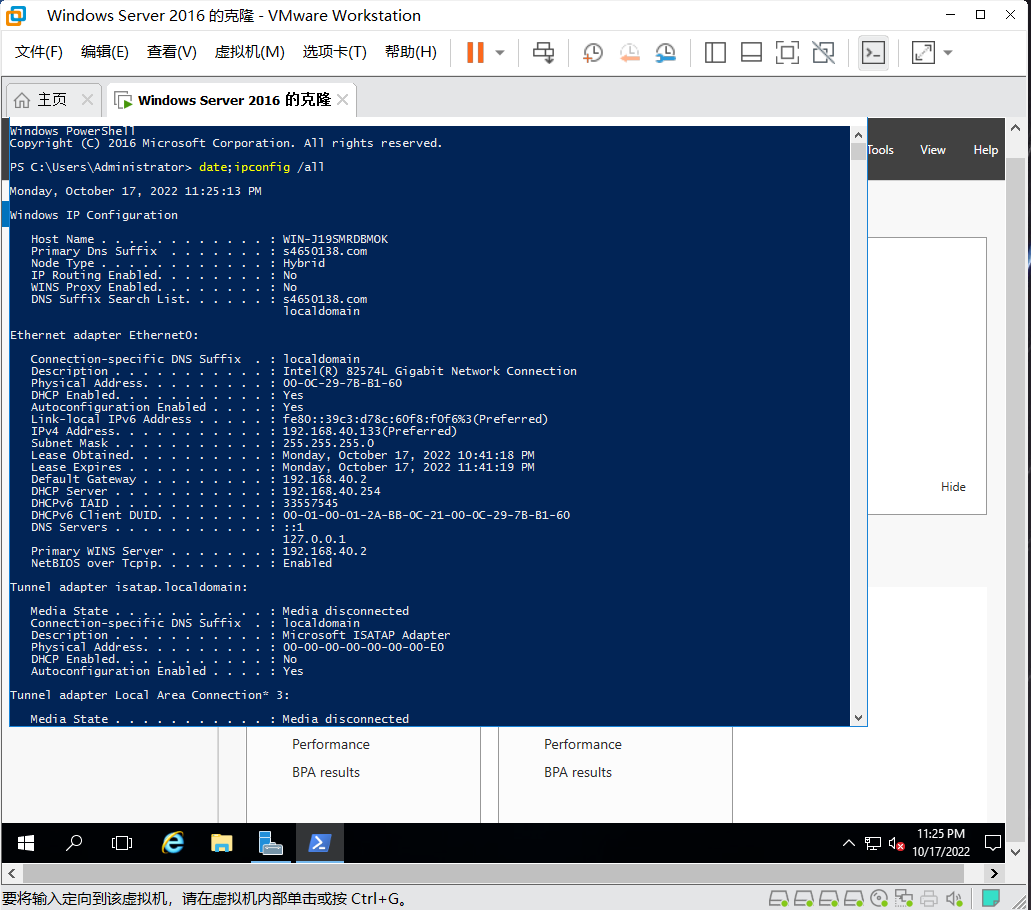 Windows Server 2016 的克隆 - VMware Workstation
文件(F) 编辑(E) 查看(V) 虚拟机(M) 选项卡(T) 帮助(H)
主页 Windows Server 2016 的克隆
Tools View Help
Windows PowerShell
Copyright (C) 2016 Microsoft Corporation. All rights reserved.
PS C:\Users\Administrator> date;ipconfig /all
Monday, October 17, 2022 11:25:13 PM
Windows IP Configuration
Host Name . . . . . . . . . . . . : WIN-J19SMRDBMOK
Primary Dns Suffix . . . . . . . : s4650138.com
Node Type . . . . . . . . . . . . : Hybrid
IP Routing Enabled. . . . . . . . : No
WINS Proxy Enabled. . . . . . . . : No
DNS Suffix Search List. . . . . . : s4650138.com
localdomain
Ethernet adapter Ethernet0:
Connection-specific DNS Suffix . : localdomain
Description . . . . . . . . . . . : Intel(R) 82574L Gigabit Network Connection
Physical Address. . . . . . . . . : 00-0C-29-7B-B1-60
DHCP Enabled. . . . . . . . . . . : Yes
Autoconfiguration Enabled . . . . : Yes
Link-local IPv6 Address . . . . . : fe80::39c3:d78c:60f8:f0f6%3(Preferred)
IPv4 Address. . . . . . . . . . . : 192.168.40.133(Preferred)
Subnet Mask . . . . . . . . . . . : 255.255.255.0
Lease Obtained. . . . . . . . . . : Monday, October 17, 2022 10:41:18 PM
Lease Expires . . . . . . . . . . : Monday, October 17, 2022 11:41:19 PM
Default Gateway . . . . . . . . . : 192.168.40.2
DHCP Server . . . . . . . . . . . : 192.168.40.254
DHCPv6 IAID . . . . . . . . . . . : 33557545
DHCPv6 Client DUID. . . . . . . . : 00-01-00-01-2A-BB-0C-21-00-0C-29-7B-B1-60
DNS Servers . . . . . . . . . . . : ::1
127.0.0.1
Primary WINS Server . . . . . . . : 192.168.40.2
NetBIOS over Tcpip. . . . . . . . : Enabled
Tunnel adapter isatap.localdomain:
Media State . . . . . . . . . . . : Media disconnected
Connection-specific DNS Suffix . : localdomain
Description . . . . . . . . . . . : Microsoft ISATAP Adapter
Physical Address. . . . . . . . . : 00-00-00-00-00-00-00-E0
DHCP Enabled. . . . . . . . . . . : No
Autoconfiguration Enabled . . . . : Yes
Tunnel adapter Local Area Connection* 3:
Media State . . . . . . . . . . . : Media disconnected
Hide
Performance Performance
BPA results BPA results
11:25 PM
10/17/2022
要将输入定向到该虚拟机，请在虚拟机内部单击或按 Ctrl+G。